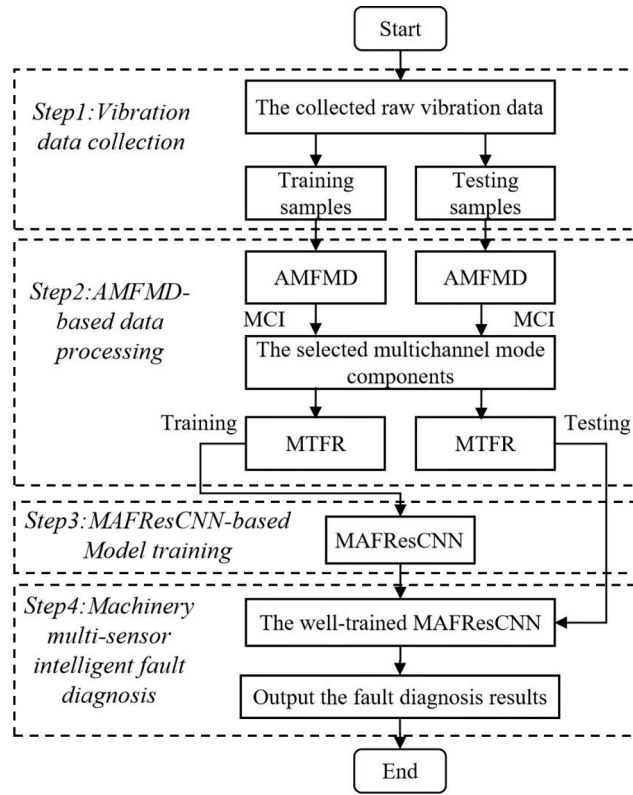 Start
Step1:Vibration
data collection
The collected raw vibration data
Training
samples
Testing
samples
Step2:AMFMD-
based data
processing
AMFMD
AMFMD
MCI
MCI
The selected multichannel mode
components
Training
Testing
MTFR
MTFR
Step3:MAFResCNN-based
Model training
MAFResCNN
Step4:Machinery
multi-sensor
intelligent fault
diagnosis
The well-trained MAFResCNN
Output the fault diagnosis results
End